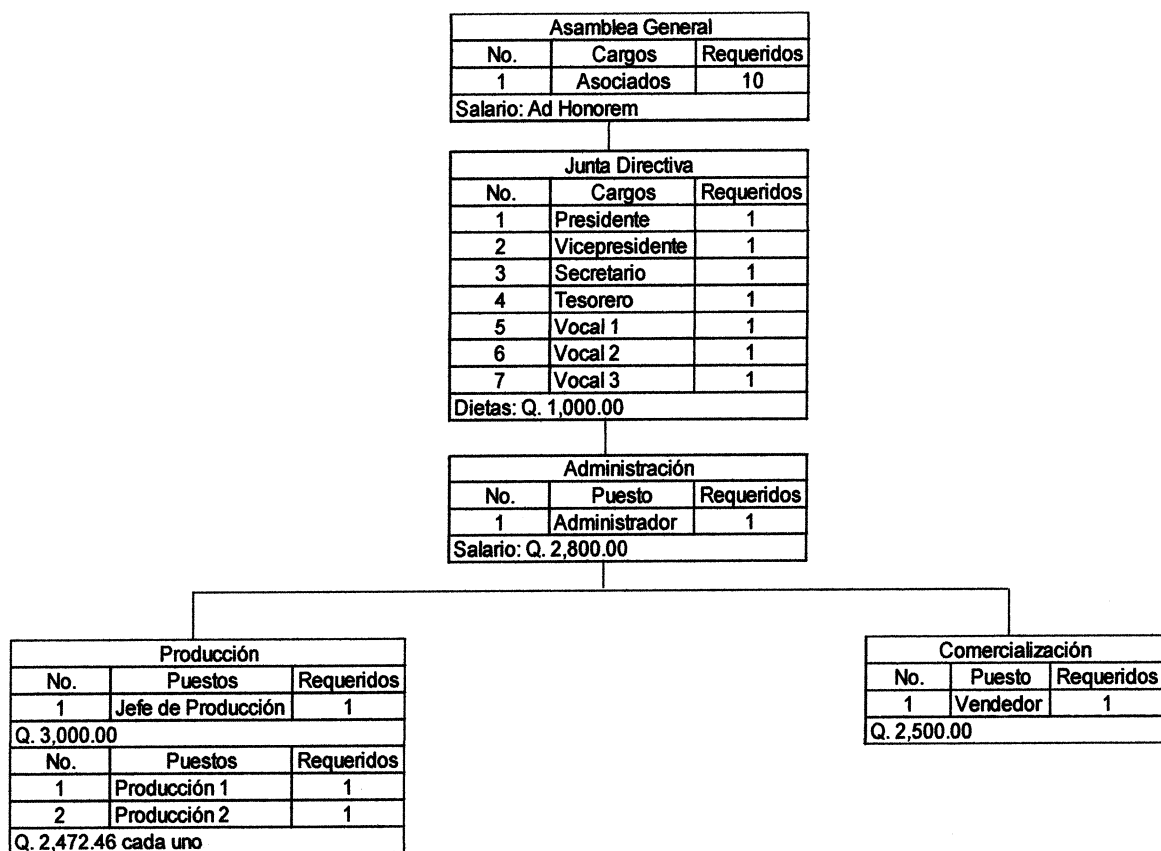 Asamblea General
No. Cargos Requeridos
1 Asociados 10
Salario: Ad Honorem
Junta Directiva
No. Cargos Requeridos
1 Presidente 1
2 Vicepresidente 1
3 Secretario 1
4 Tesorero 1
5 Vocal 1 1
6 Vocal 2 1
7 Vocal 3 1
Dietas: Q. 1,000.00
Administración
No. Puesto Requeridos
1 Administrador 1
Salario: Q. 2,800.00
Producción
No. Puestos Requeridos
1 Jefe de Producción 1
Q. 3,000.00
No. Puestos Requeridos
1 Producción 1 1
2 Producción 2 1
Q. 2,472.46 cada uno
Comercialización
No. Puesto Requeridos
1 Vendedor 1
Q. 2,500.00